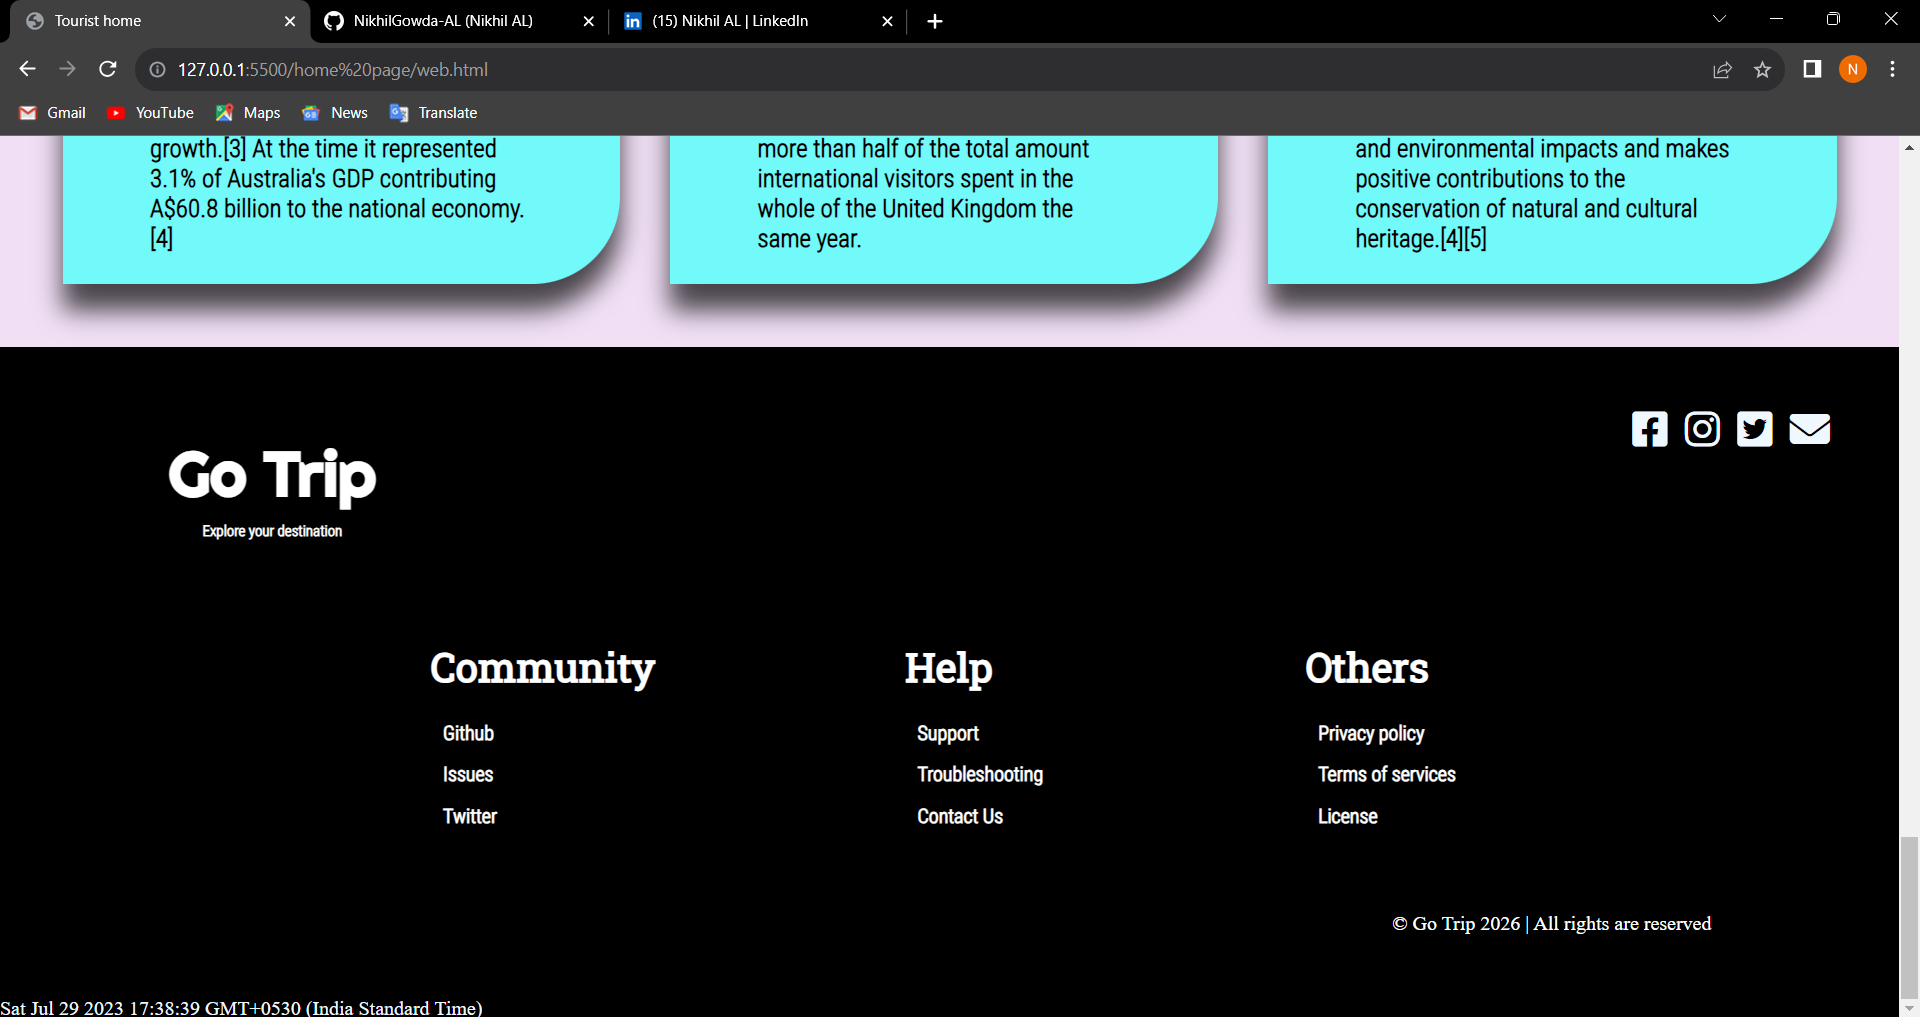 Tourist home
NikhilGowda-AL (Nikhil AL)
(15) Nikhil AL | LinkedIn
127.0.0.1:5500/home%20page/web.html
N
Gmail
YouTube
Maps
News
Translate
growth.[3] At the time it represented
3.1% of Australia's GDP contributing
A$60.8 billion to the national economy.
[4]
more than half of the total amount
international visitors spent in the
whole of the United Kingdom the
same year.
and environmental impacts and makes
positive contributions to the
conservation of natural and cultural
heritage.[4][5]
Go Trip
Explore your destination
Community
Github
Issues
Twitter
Help
Support
Troubleshooting
Contact Us
Others
Privacy policy
Terms of services
License
© Go Trip 2026 | All rights are reserved
Sat Jul 29 2023 17:38:39 GMT+0530 (India Standard Time)